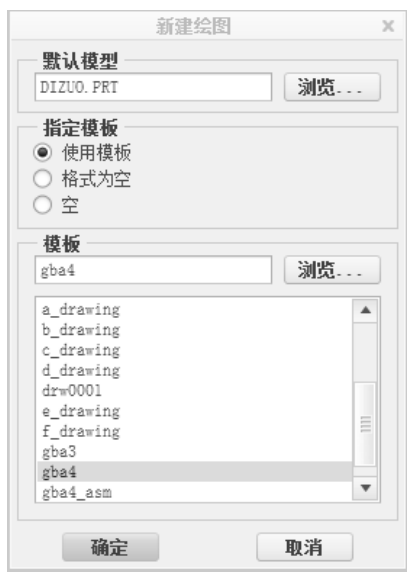 新建绘图
默认模型
DIZUO.PRT 浏览...
指定模板
使用模板
格式为空
空
模板
gba4 浏览...
a_drawing
b_drawing
c_drawing
d_drawing
drw0001
e_drawing
f_drawing
gba3
gba4
gba4_asm
确定 取消